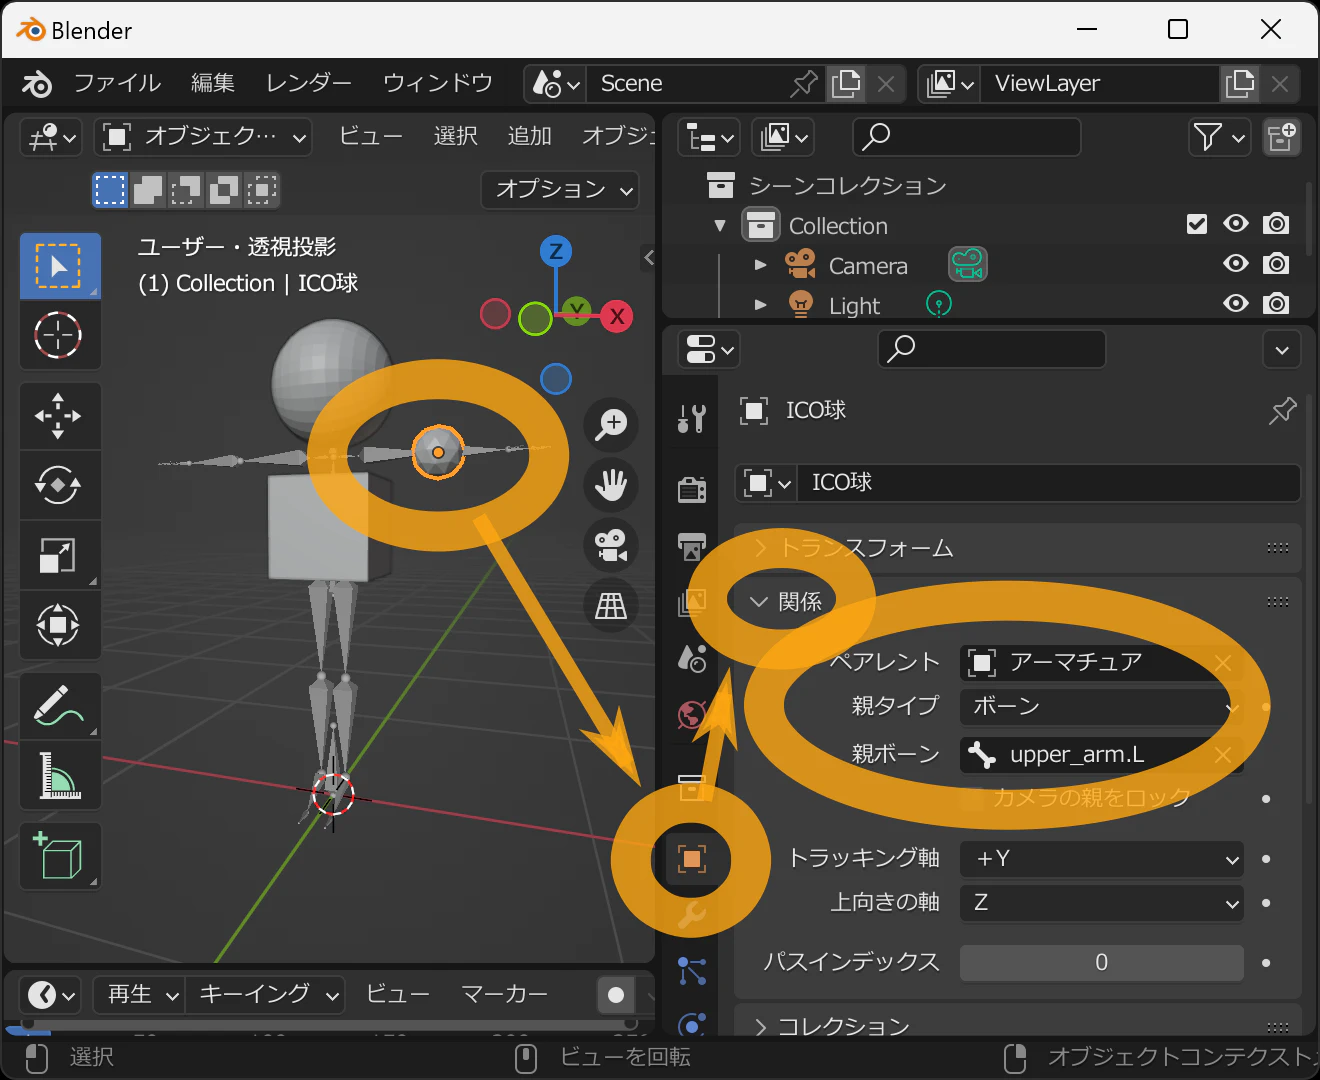 Blender
ファイル 編集 レンダー ウィンドウ Scene ViewLayer
オブジェク… ビュー 選択 追加 オブジェ
オプション
ユーザー・透視投影
(1) Collection | ICO球
Z
Y
X
シーンコレクション
Collection
Camera
Light
ICO球
ICO球
トランスフォーム
関係
ペアレント アーマチュア
親タイプ ボーン
親ボーン upper_arm.L
カメラの親をロック
トラッキング軸 +Y
上向きの軸 Z
パスインデックス 0
コレクション
再生 キーイング ビュー マーカー
選択 ビューを回転 オブジェクトコンテクスト